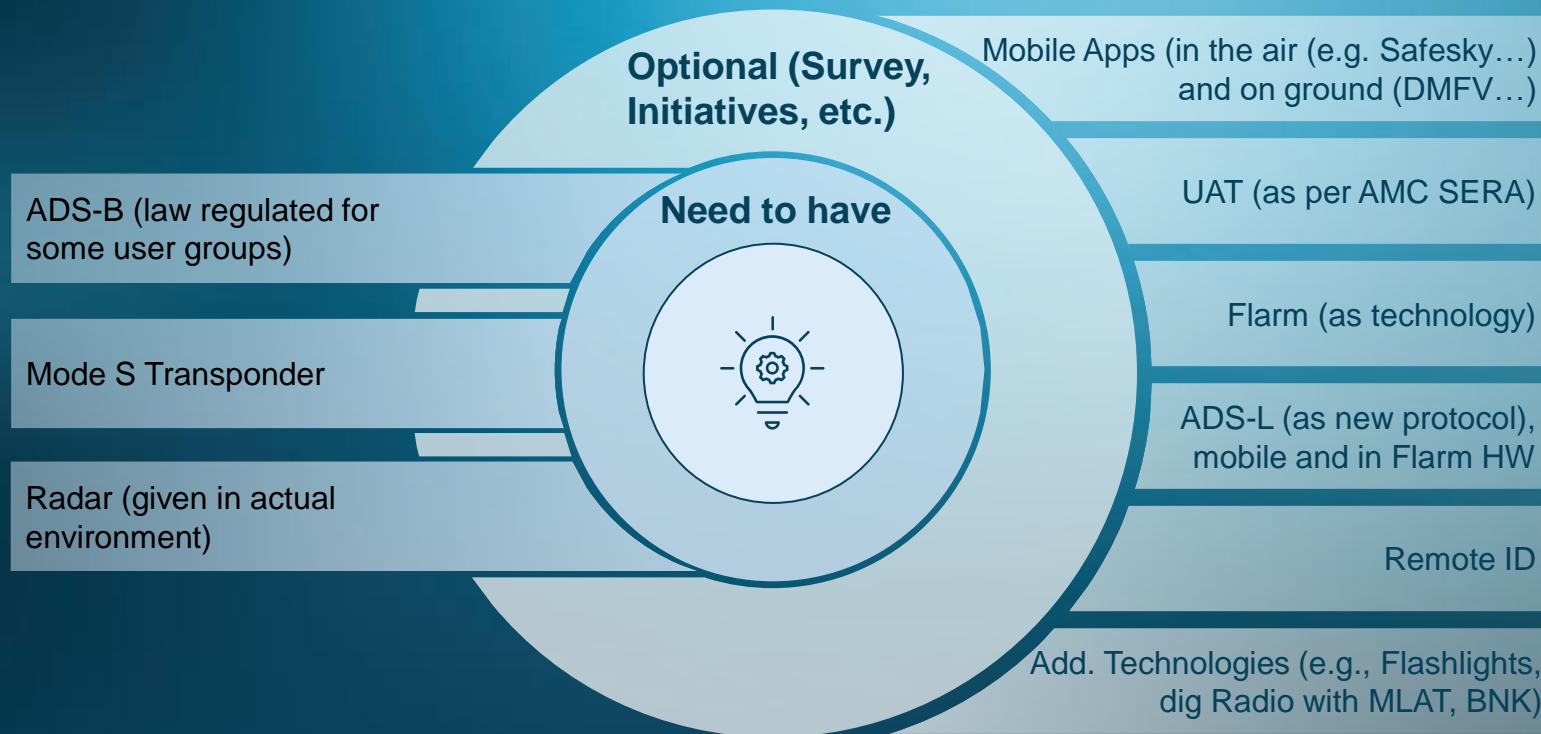 Optional (Survey,
Initiatives, etc.)
Need to have
ADS-B (law regulated for
some user groups)
Mode S Transponder
Radar (given in actual
environment)
Mobile Apps (in the air (e.g. Safesky…)
and on ground (DMFV…)
UAT (as per AMC SERA)
Flarm (as technology)
ADS-L (as new protocol),
mobile and in Flarm HW
Remote ID
Add. Technologies (e.g., Flashlights,
dig Radio with MLAT, BNK)